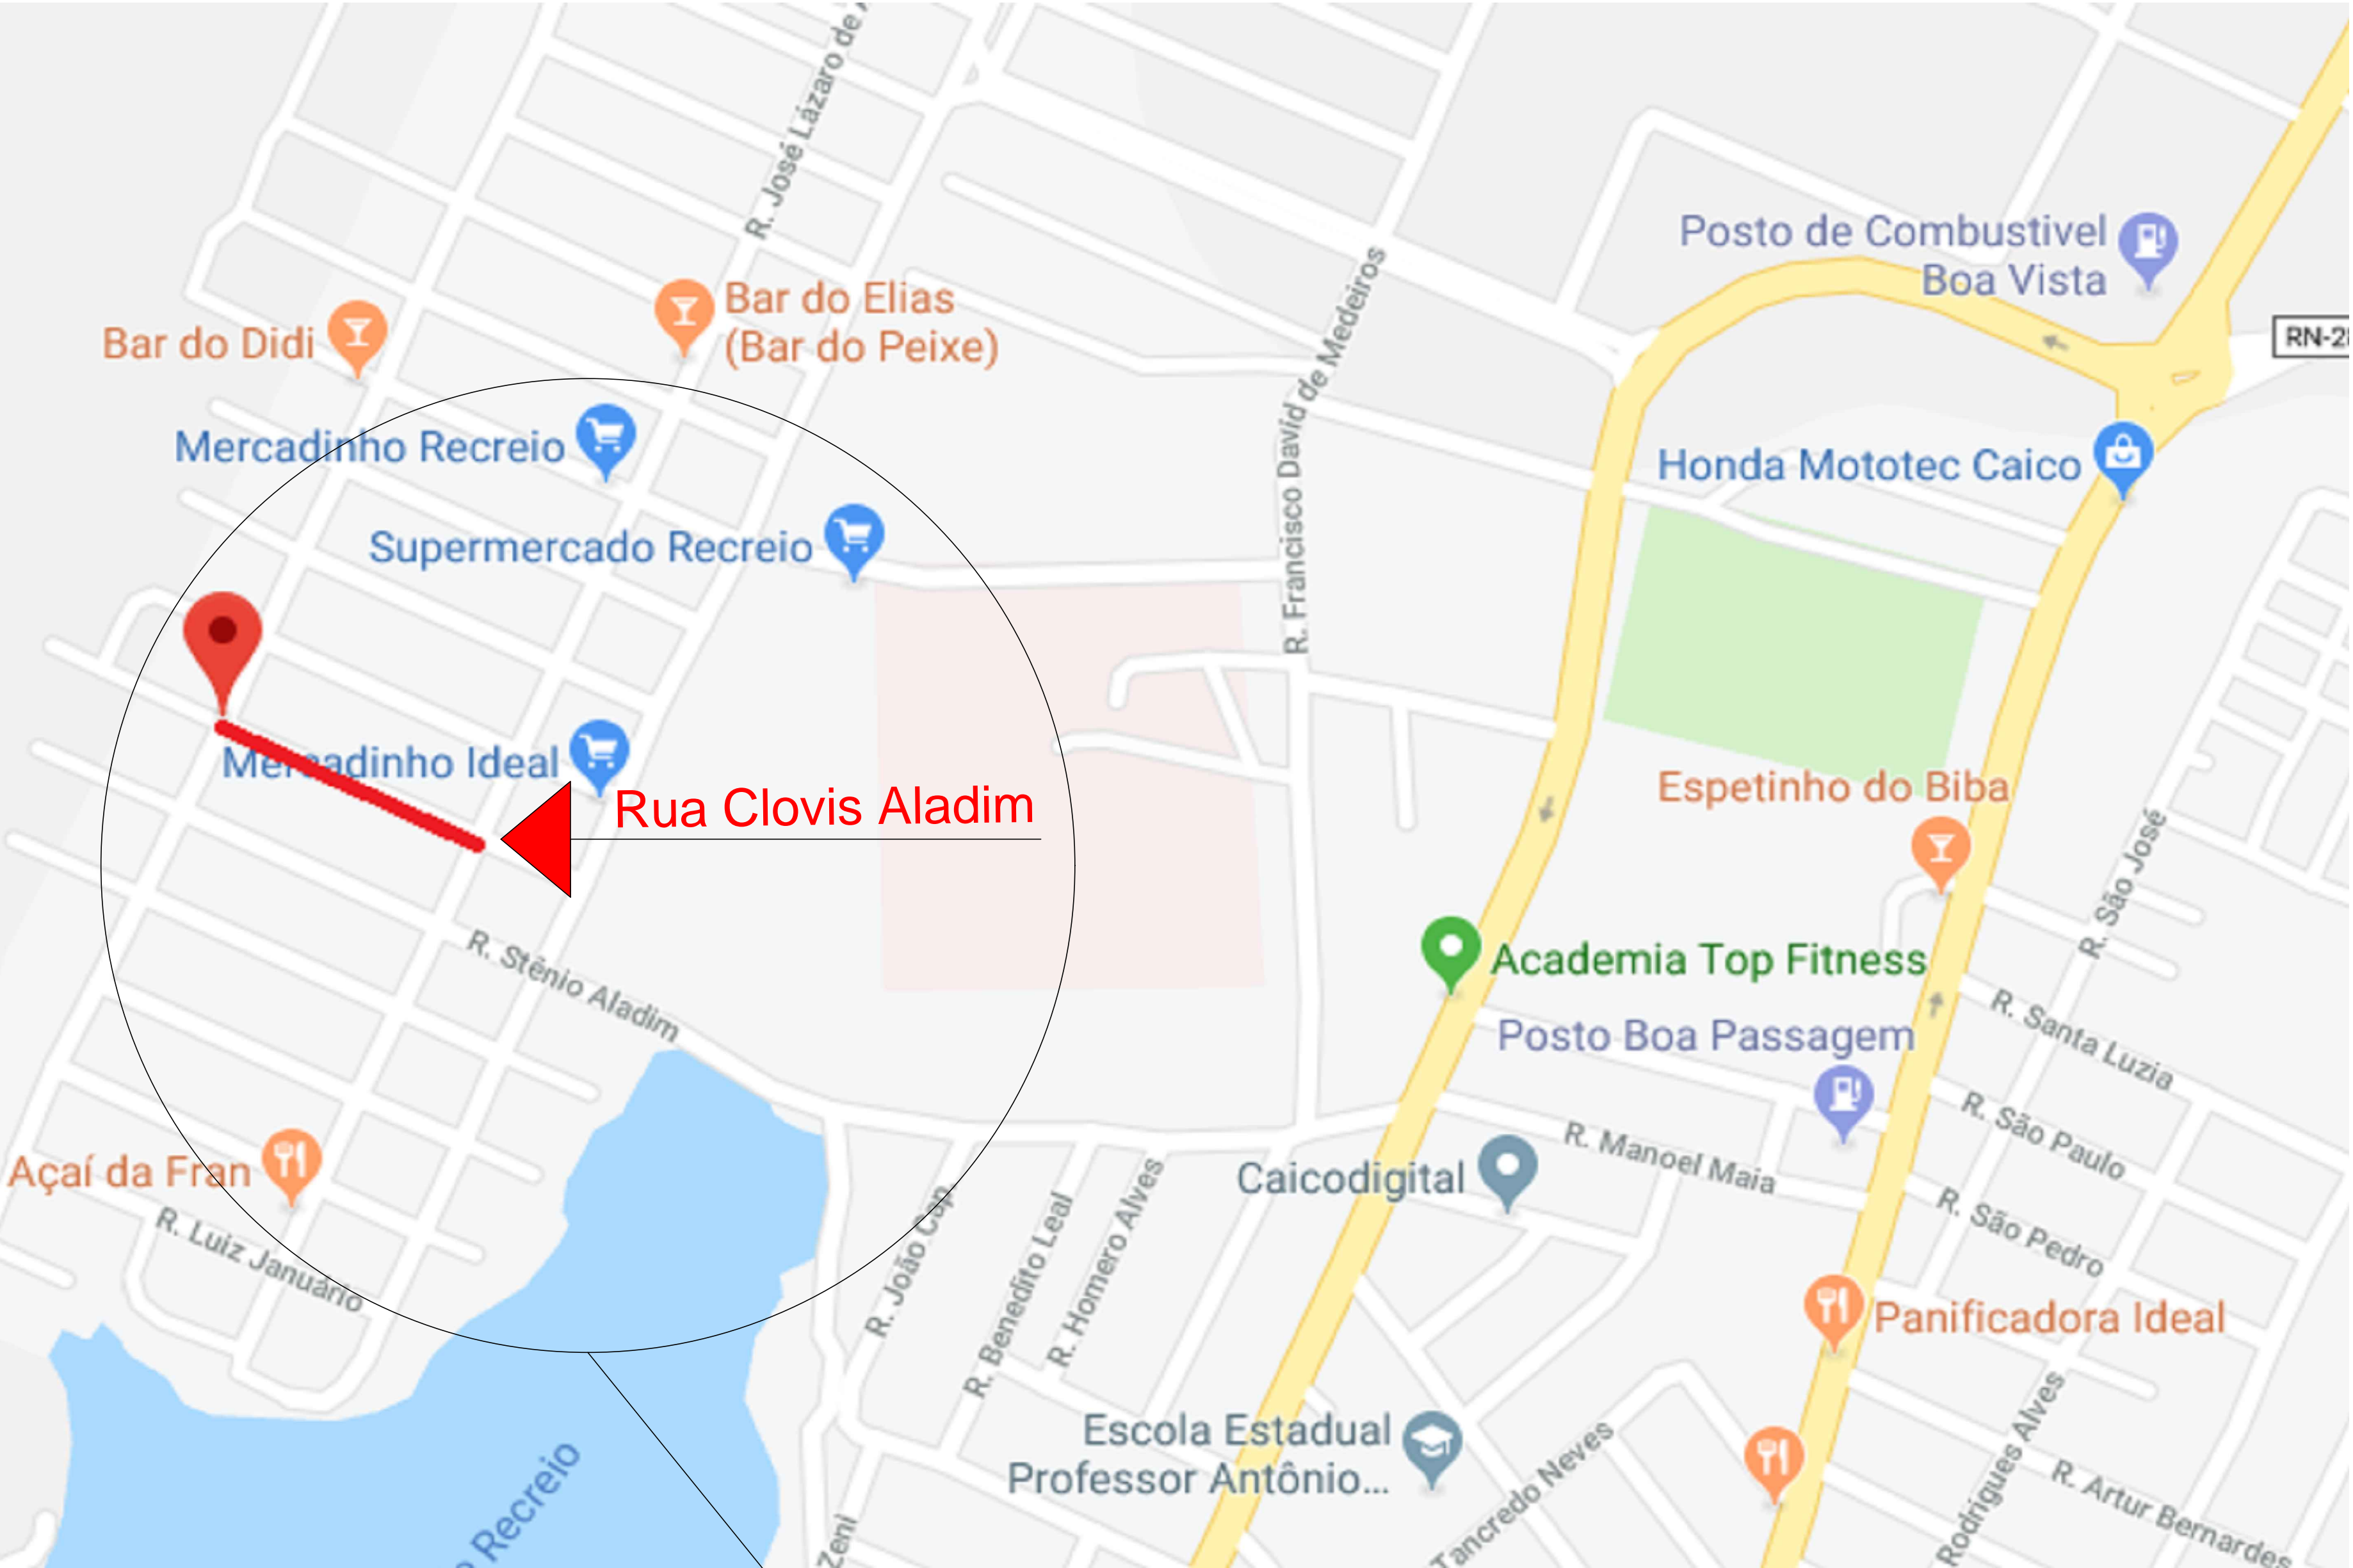 R. José Lázaro de
Posto de Combustivel
Boa Vista
Bar do Elias
(Bar do Peixe)
Bar do Didi
RN-2
R. Francisco David de Medeiros
Mercadinho Recreio
Honda Mototec Caico
Supermercado Recreio
Mercadinho Ideal
Rua Clovis Aladim
Espetinho do Biba
R. São José
R. Stênio Aladim
Academia Top Fitness
Posto Boa Passagem
R. Santa Luzia
R. São Paulo
R. Manoel Maia
Açaí da Fran
Caicodigital
R. São Pedro
R. Luiz Januário
R. João Cap
R. Benedito Leal
R. Homero Alves
Panificadora Ideal
Escola Estadual
Professor Antônio...
Recreio
Zeni
Tancredo Neves
Rodrigues Alves
R. Artur Bernardes